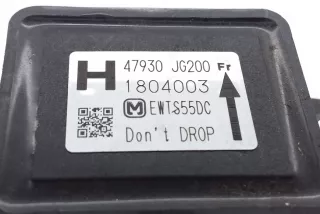 H 47930 JG200 Fr
1804003
M EWTS55DC
Don't DROP